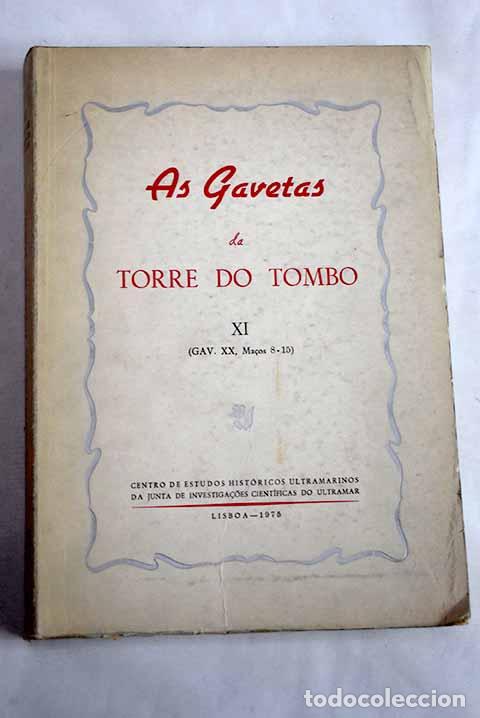 As Gavetas
da
TORRE DO TOMBO
XI
(GAV. XX, Maços 8-15)
CENTRO DE ESTUDOS HISTÓRICOS ULTRAMARINOS
DA JUNTA DE INVESTIGAÇÕES CIENTÍFICAS DO ULTRAMAR
LISBOA—1975
todocoleccion
todocoleccion.net